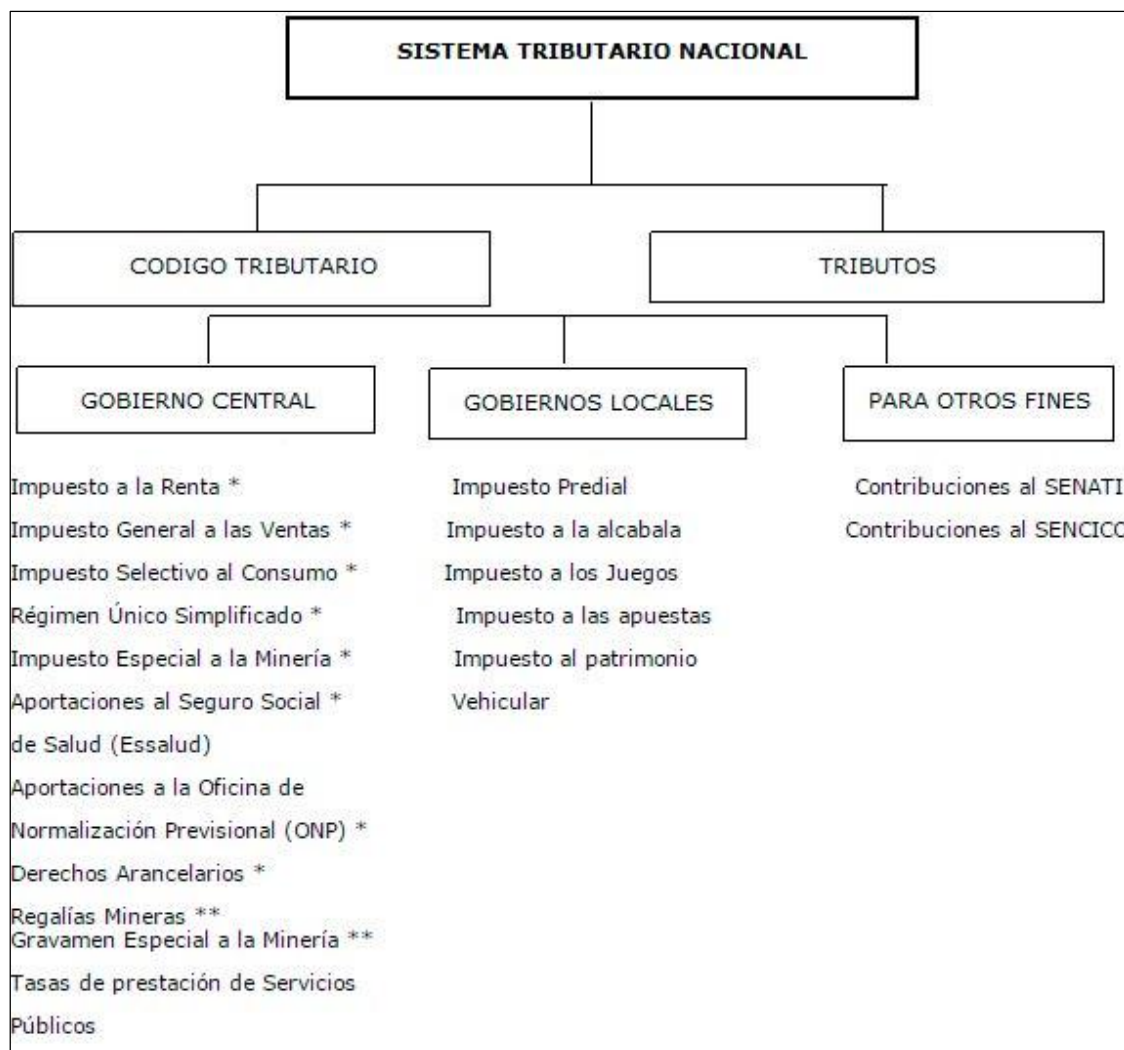 SISTEMA TRIBUTARIO NACIONAL
CODIGO TRIBUTARIO
TRIBUTOS
GOBIERNO CENTRAL
GOBIERNOS LOCALES
PARA OTROS FINES
Impuesto a la Renta *
Impuesto General a las Ventas *
Impuesto Selectivo al Consumo *
Régimen Único Simplificado *
Impuesto Especial a la Minería *
Aportaciones al Seguro Social *
de Salud (Essalud)
Aportaciones a la Oficina de
Normalización Previsional (ONP) *
Derechos Arancelarios *
Regalías Mineras **
Gravamen Especial a la Minería **
Tasas de prestación de Servicios
Públicos
Impuesto Predial
Impuesto a la alcabala
Impuesto a los Juegos
Impuesto a las apuestas
Impuesto al patrimonio
Vehicular
Contribuciones al SENATI
Contribuciones al SENCICO